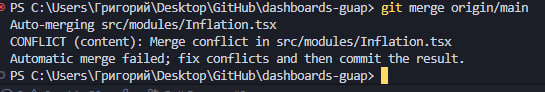 PS C:\Users\Григорий\Desktop\GitHub\dashboards-guap> git merge origin/main
Auto-merging src/modules/Inflation.tsx
CONFLICT (content): Merge conflict in src/modules/Inflation.tsx
Automatic merge failed; fix conflicts and then commit the result.
PS C:\Users\Григорий\Desktop\GitHub\dashboards-guap>